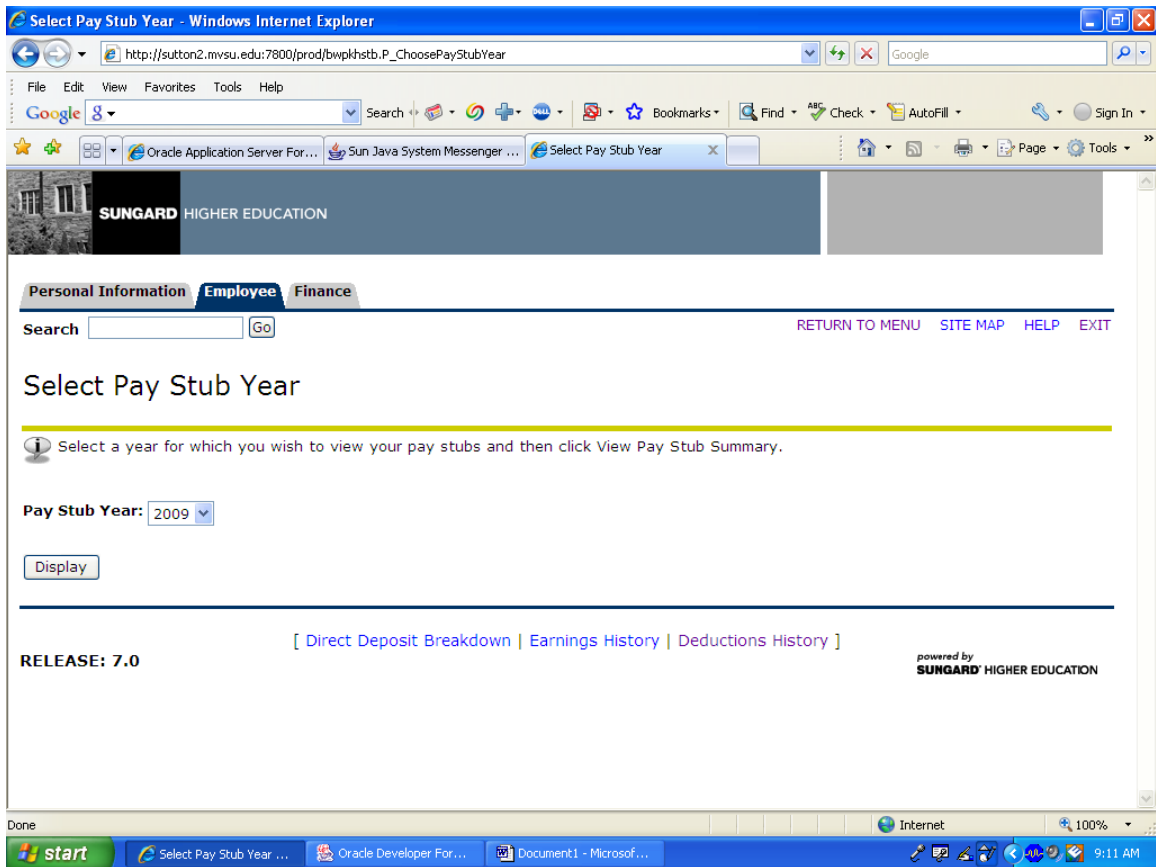 Select Pay Stub Year - Windows Internet Explorer
http://sutton2.mvsu.edu:7800/prod/bwpkhstb.P_ChoosePayStubYear
Google
File Edit View Favorites Tools Help
Google Search Bookmarks Find ABC Check AutoFill Sign In
Oracle Application Server For... Sun Java System Messenger ... Select Pay Stub Year X Page Tools »
SUNGARD HIGHER EDUCATION
Personal Information Employee Finance
Search Go RETURN TO MENU SITE MAP HELP EXIT
Select Pay Stub Year
Select a year for which you wish to view your pay stubs and then click View Pay Stub Summary.
Pay Stub Year: 2009
Display
[ Direct Deposit Breakdown | Earnings History | Deductions History ]
RELEASE: 7.0
powered by
SUNGARD' HIGHER EDUCATION
Done Internet 100%
start Select Pay Stub Year ... Oracle Developer For... Document1 - Microsof... 9:11 AM